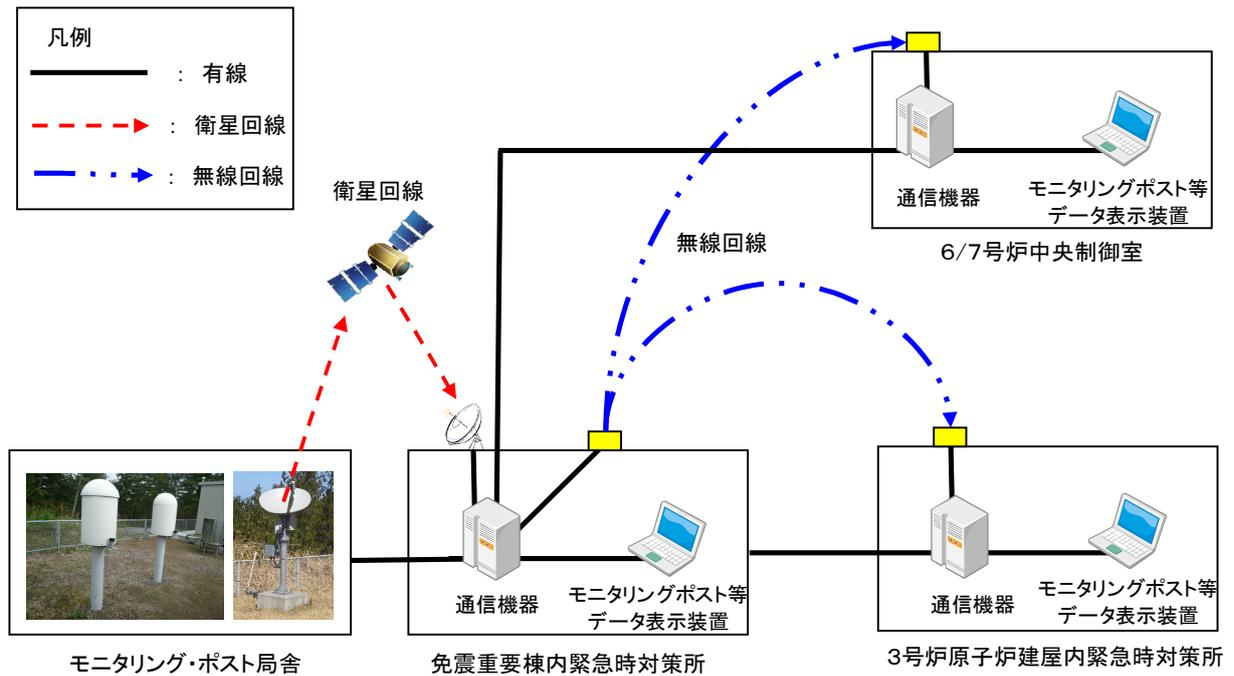 凡例
： 有線
： 衛星回線
： 無線回線
衛星回線
無線回線
通信機器
モニタリングポスト等
データ表示装置
6/7号炉中央制御室
通信機器
モニタリングポスト等
データ表示装置
通信機器
モニタリングポスト等
データ表示装置
モニタリング・ポスト局舎
免震重要棟内緊急時対策所
3号炉原子炉建屋内緊急時対策所